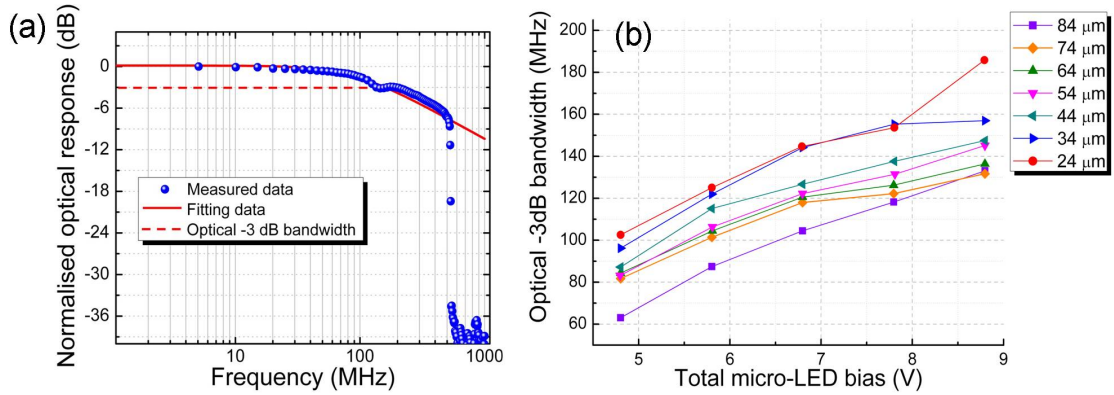 (a)
Normalised optical response (dB)
0
-6
-12
-18
-24
-30
-36
Measured data
Fitting data
Optical -3 dB bandwidth
10
100
1000
Frequency (MHz)
(b)
Optical -3dB bandwidth (MHz)
200
180
160
140
120
100
80
60
5
6
7
8
9
Total micro-LED bias (V)
84 μm
74 μm
64 μm
54 μm
44 μm
34 μm
24 μm